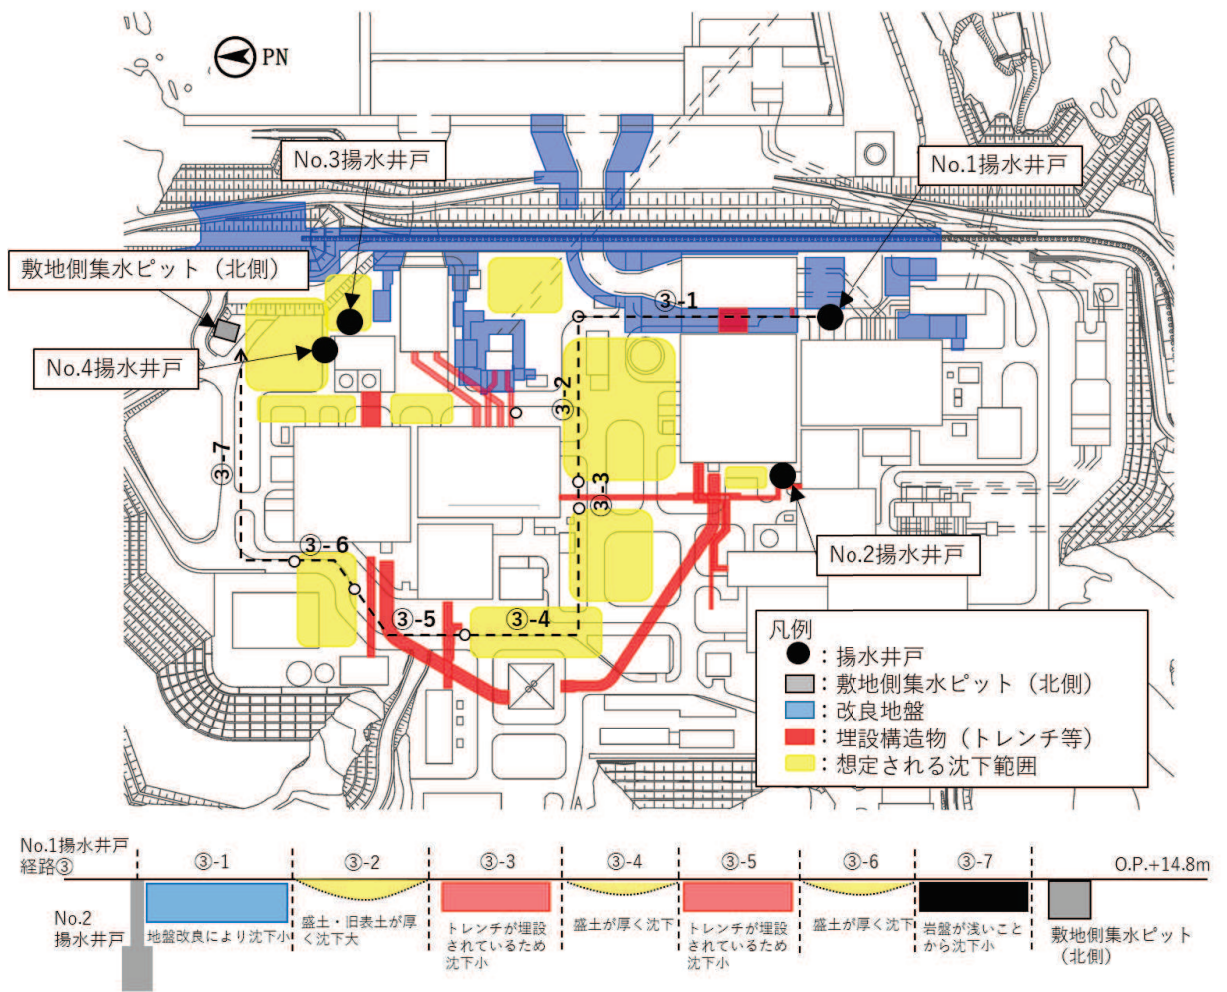 PN
No.3揚水井戸
No.1揚水井戸
敷地側集水ピット（北側）
No.4揚水井戸
③-1
③-2
③-7
③-3
No.2揚水井戸
③-6
③-5
③-4
凡例
：揚水井戸
：敷地側集水ピット（北側）
：改良地盤
：埋設構造物（トレンチ等）
：想定される沈下範囲
No.1揚水井戸
経路③
③-1
③-2
③-3
③-4
③-5
③-6
③-7
O.P.+14.8m
No.2
揚水井戸
地盤改良により沈下小
盛土・旧表土が厚
く沈下大
トレンチが埋設
されているため
沈下小
盛土が厚く沈下
トレンチが埋設
されているため
沈下小
盛土が厚く沈下
岩盤が浅いこと
から沈下小
敷地側集水ピット
（北側）